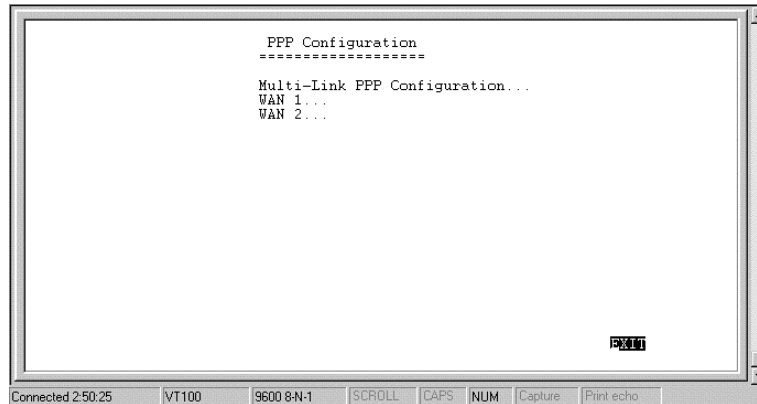 PPP Configuration
===================
Multi-Link PPP Configuration...
WAN 1...
WAN 2...
EXIT
Connected 2:50:25 VT100 9600 8-N-1 SCROLL CAPS NUM Capture Print echo